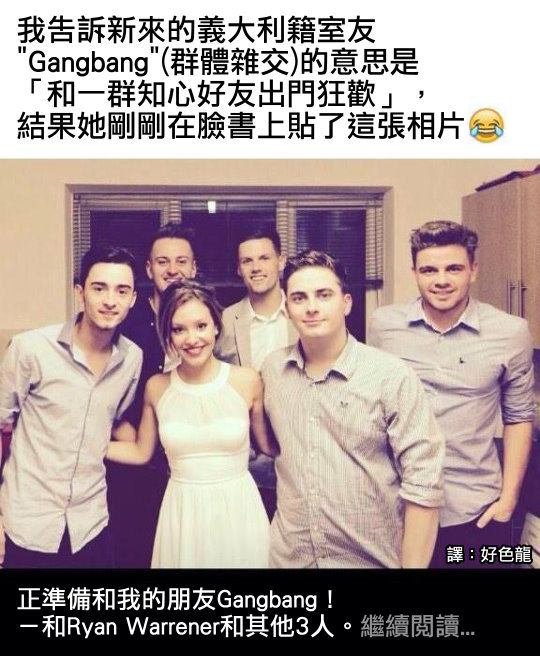 我告訴新來的義大利籍室友
"Gangbang"(群體雜交)的意思是
「和一群知心好友出門狂歡」，
結果她剛剛在臉書上貼了這張相片😂
譯：好色龍
正準備和我的朋友Gangbang！
－和Ryan Warrener和其他3人。繼續閱讀...